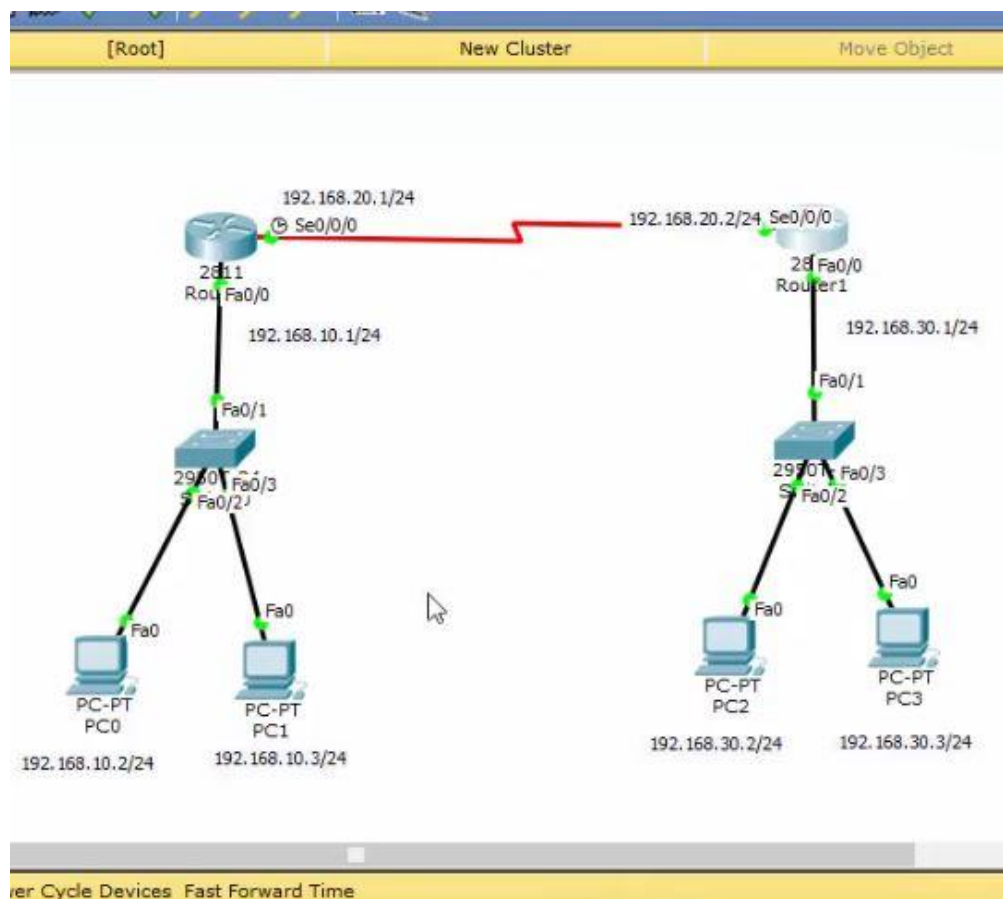 [Root] New Cluster Move Object
192.168.20.1/24
Se0/0/0
192.168.20.2/24 Se0/0/0
2811
Fa0/0
28 Fa0/0
Router1
192.168.10.1/24
192.168.30.1/24
Fa0/1
Fa0/1
Fa0/3
Fa0/2
Fa0/3
Fa0/2
Fa0
Fa0
Fa0
Fa0
PC-PT
PC0
PC-PT
PC1
PC-PT
PC2
PC-PT
PC3
192.168.10.2/24
192.168.10.3/24
192.168.30.2/24
192.168.30.3/24
Cycle Devices Fast Forward Time